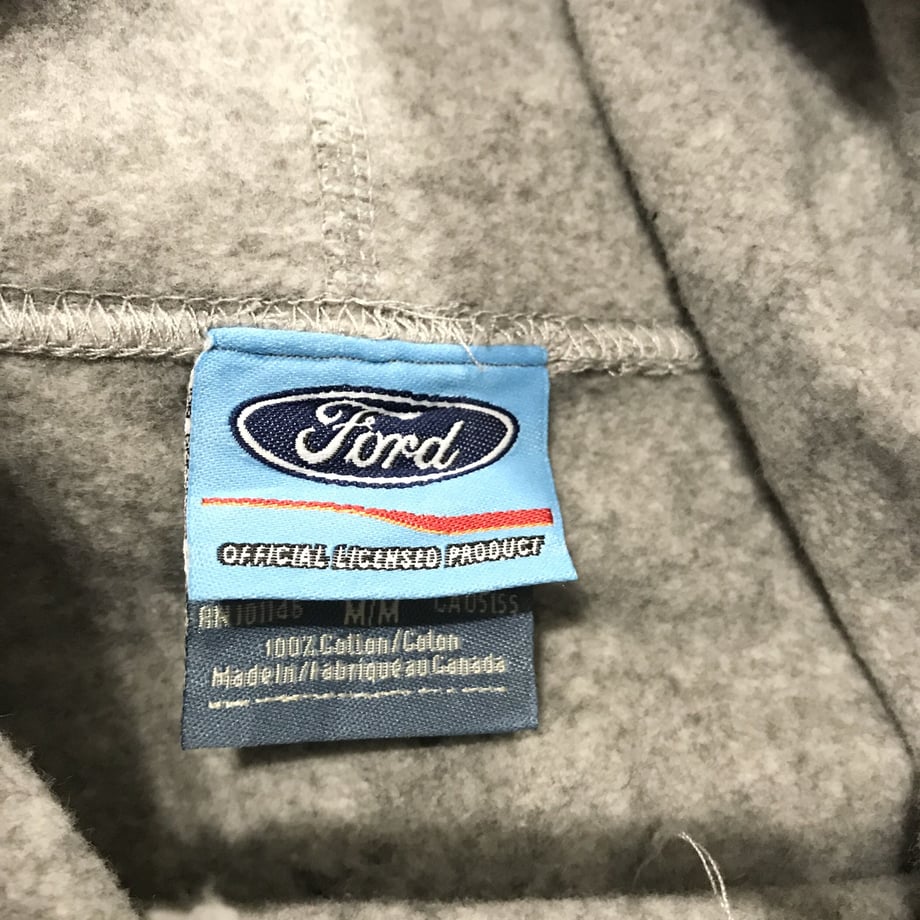 Ford
OFFICIAL LICENSED PRODUCT
M/M
100% Cotton/Coton
Made in/Fabriqué au Canada